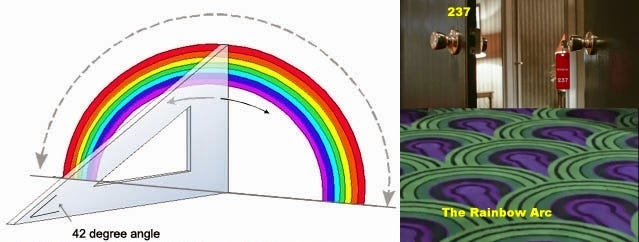 237
237
The Rainbow Arc
42 degree angle